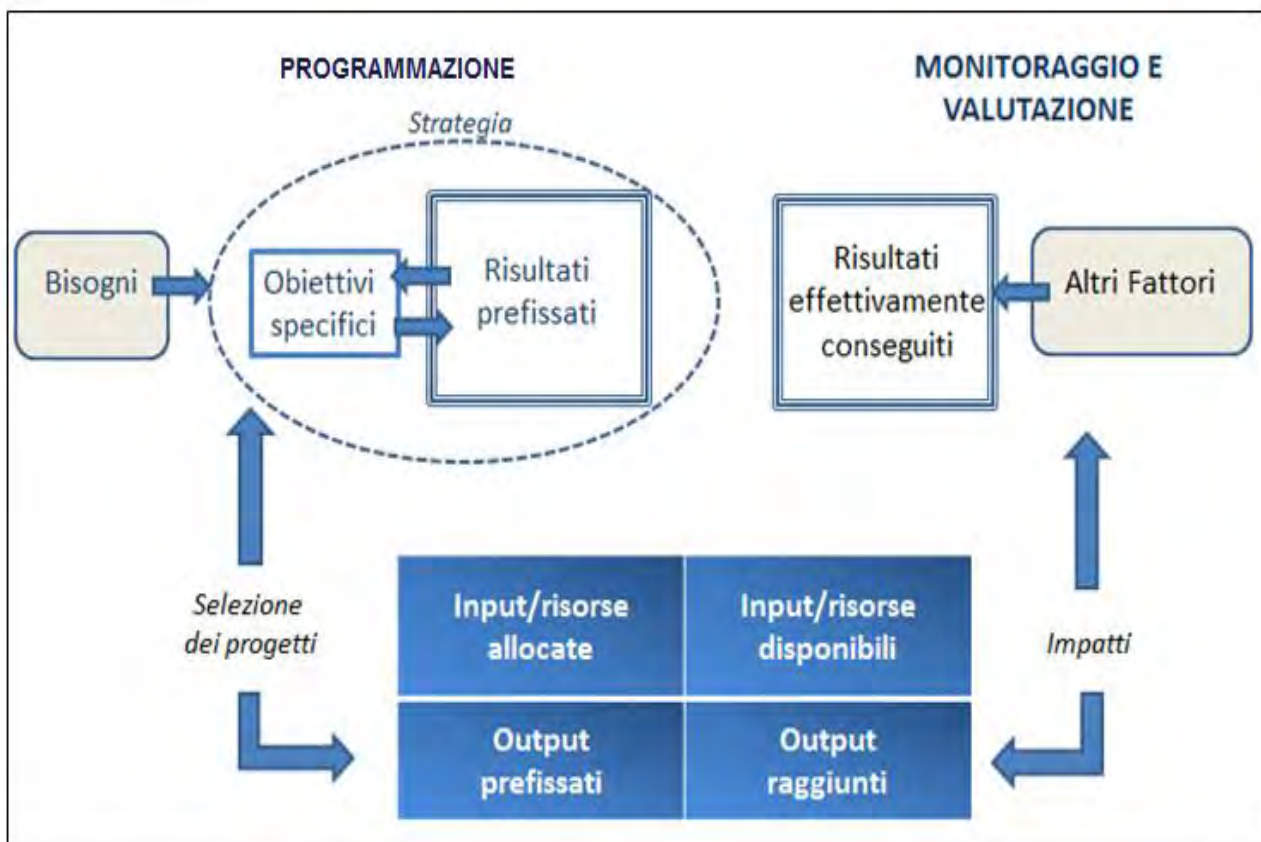 PROGRAMMAZIONE
MONITORAGGIO E
VALUTAZIONE
Strategia
Bisogni
Obiettivi
specifici
Risultati
prefissati
Risultati
effettivamente
conseguiti
Altri Fattori
Selezione
dei progetti
Input/risorse
allocate
Input/risorse
disponibili
Impatti
Output
prefissati
Output
raggiunti